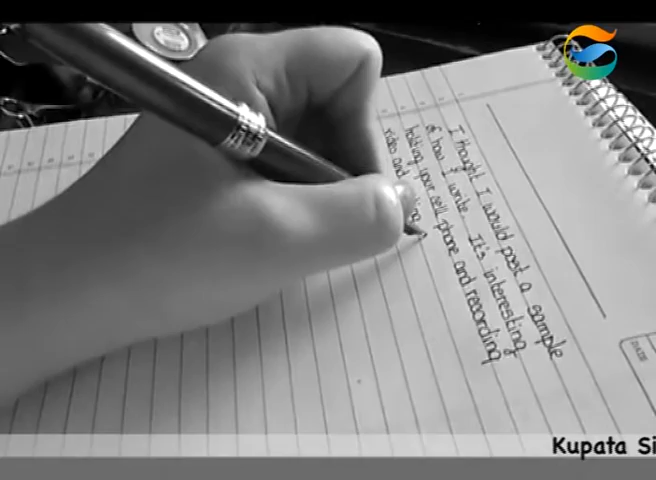 I thought I would post a sample
of how I write. It's interesting
holding your cell phone and recording
video and
DATE
Kupata Si